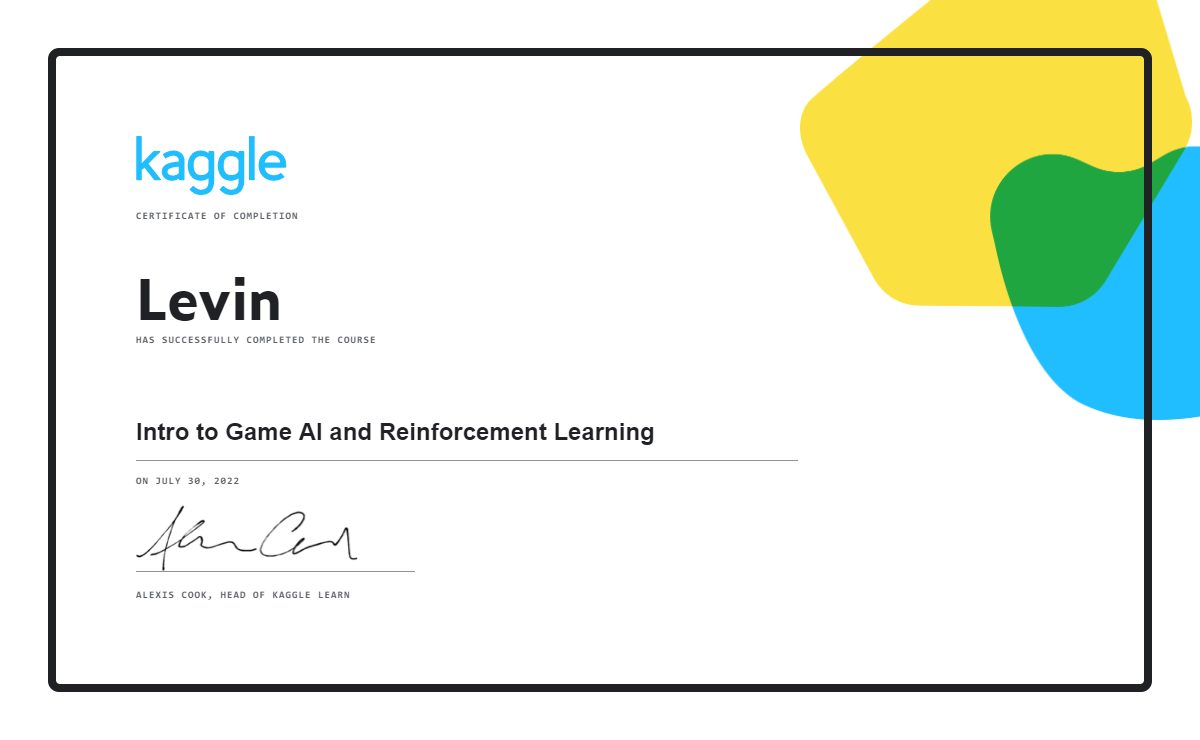 kaggle
CERTIFICATE OF COMPLETION
Levin
HAS SUCCESSFULLY COMPLETED THE COURSE
Intro to Game AI and Reinforcement Learning
ON JULY 30, 2022
ALEXIS COOK, HEAD OF KAGGLE LEARN